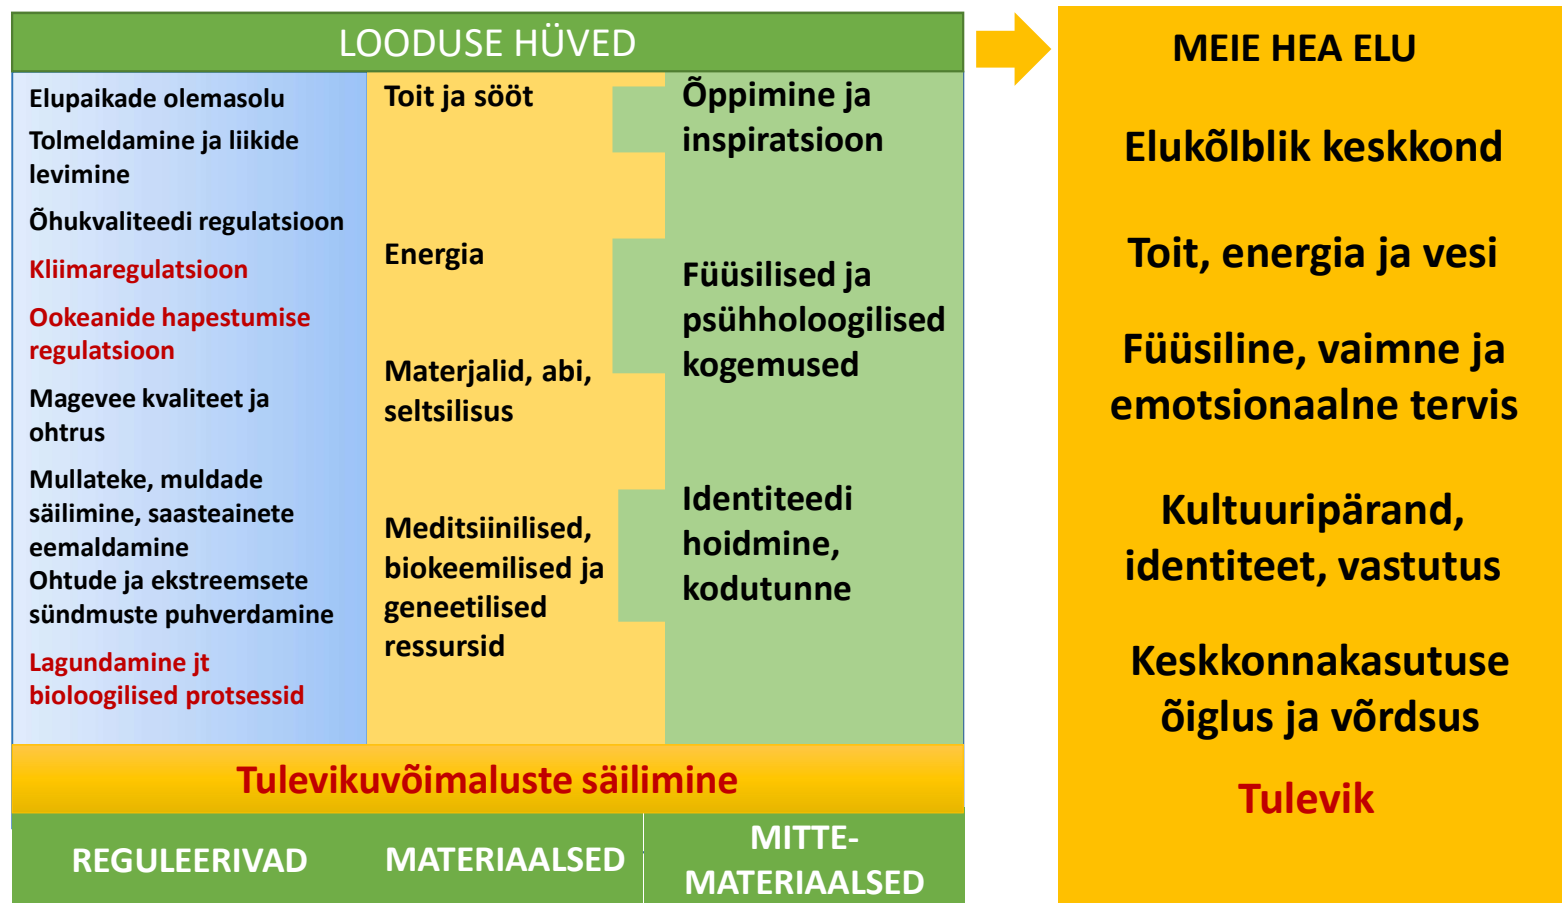 LOODUSE HÜVED
Elupaikade olemasolu
Tolmeldamine ja liikide
levimine
Õhukvaliteedi regulatsioon
Kliimaregulatsioon
Ookeanide hapestumise
regulatsioon
Magevee kvaliteet ja
ohtrus
Mullateke, muldade
säilimine, saasteainete
eemaldamine
Ohtude ja ekstreemsete
sündmuste puhverdamine
Lagundamine jt
bioloogilised protsessid
Toit ja sööt
Energia
Materjalid, abi,
seltsilisus
Meditsiinilised,
biokeemilised ja
geneetilised
ressursid
Õppimine ja
inspiratsioon
Füüsilised ja
psühholoogilised
kogemused
Identiteedi
hoidmine,
kodutunne
Tulevikuvõimaluste säilimine
REGULEERIVAD
MATERIAALSED
MITTE-
MATERIAALSED
MEIE HEA ELU
Elukõlblik keskkond
Toit, energia ja vesi
Füüsiline, vaimne ja
emotsionaalne tervis
Kultuuripärand,
identiteet, vastutus
Keskkonnakasutuse
õiglus ja võrdsus
Tulevik